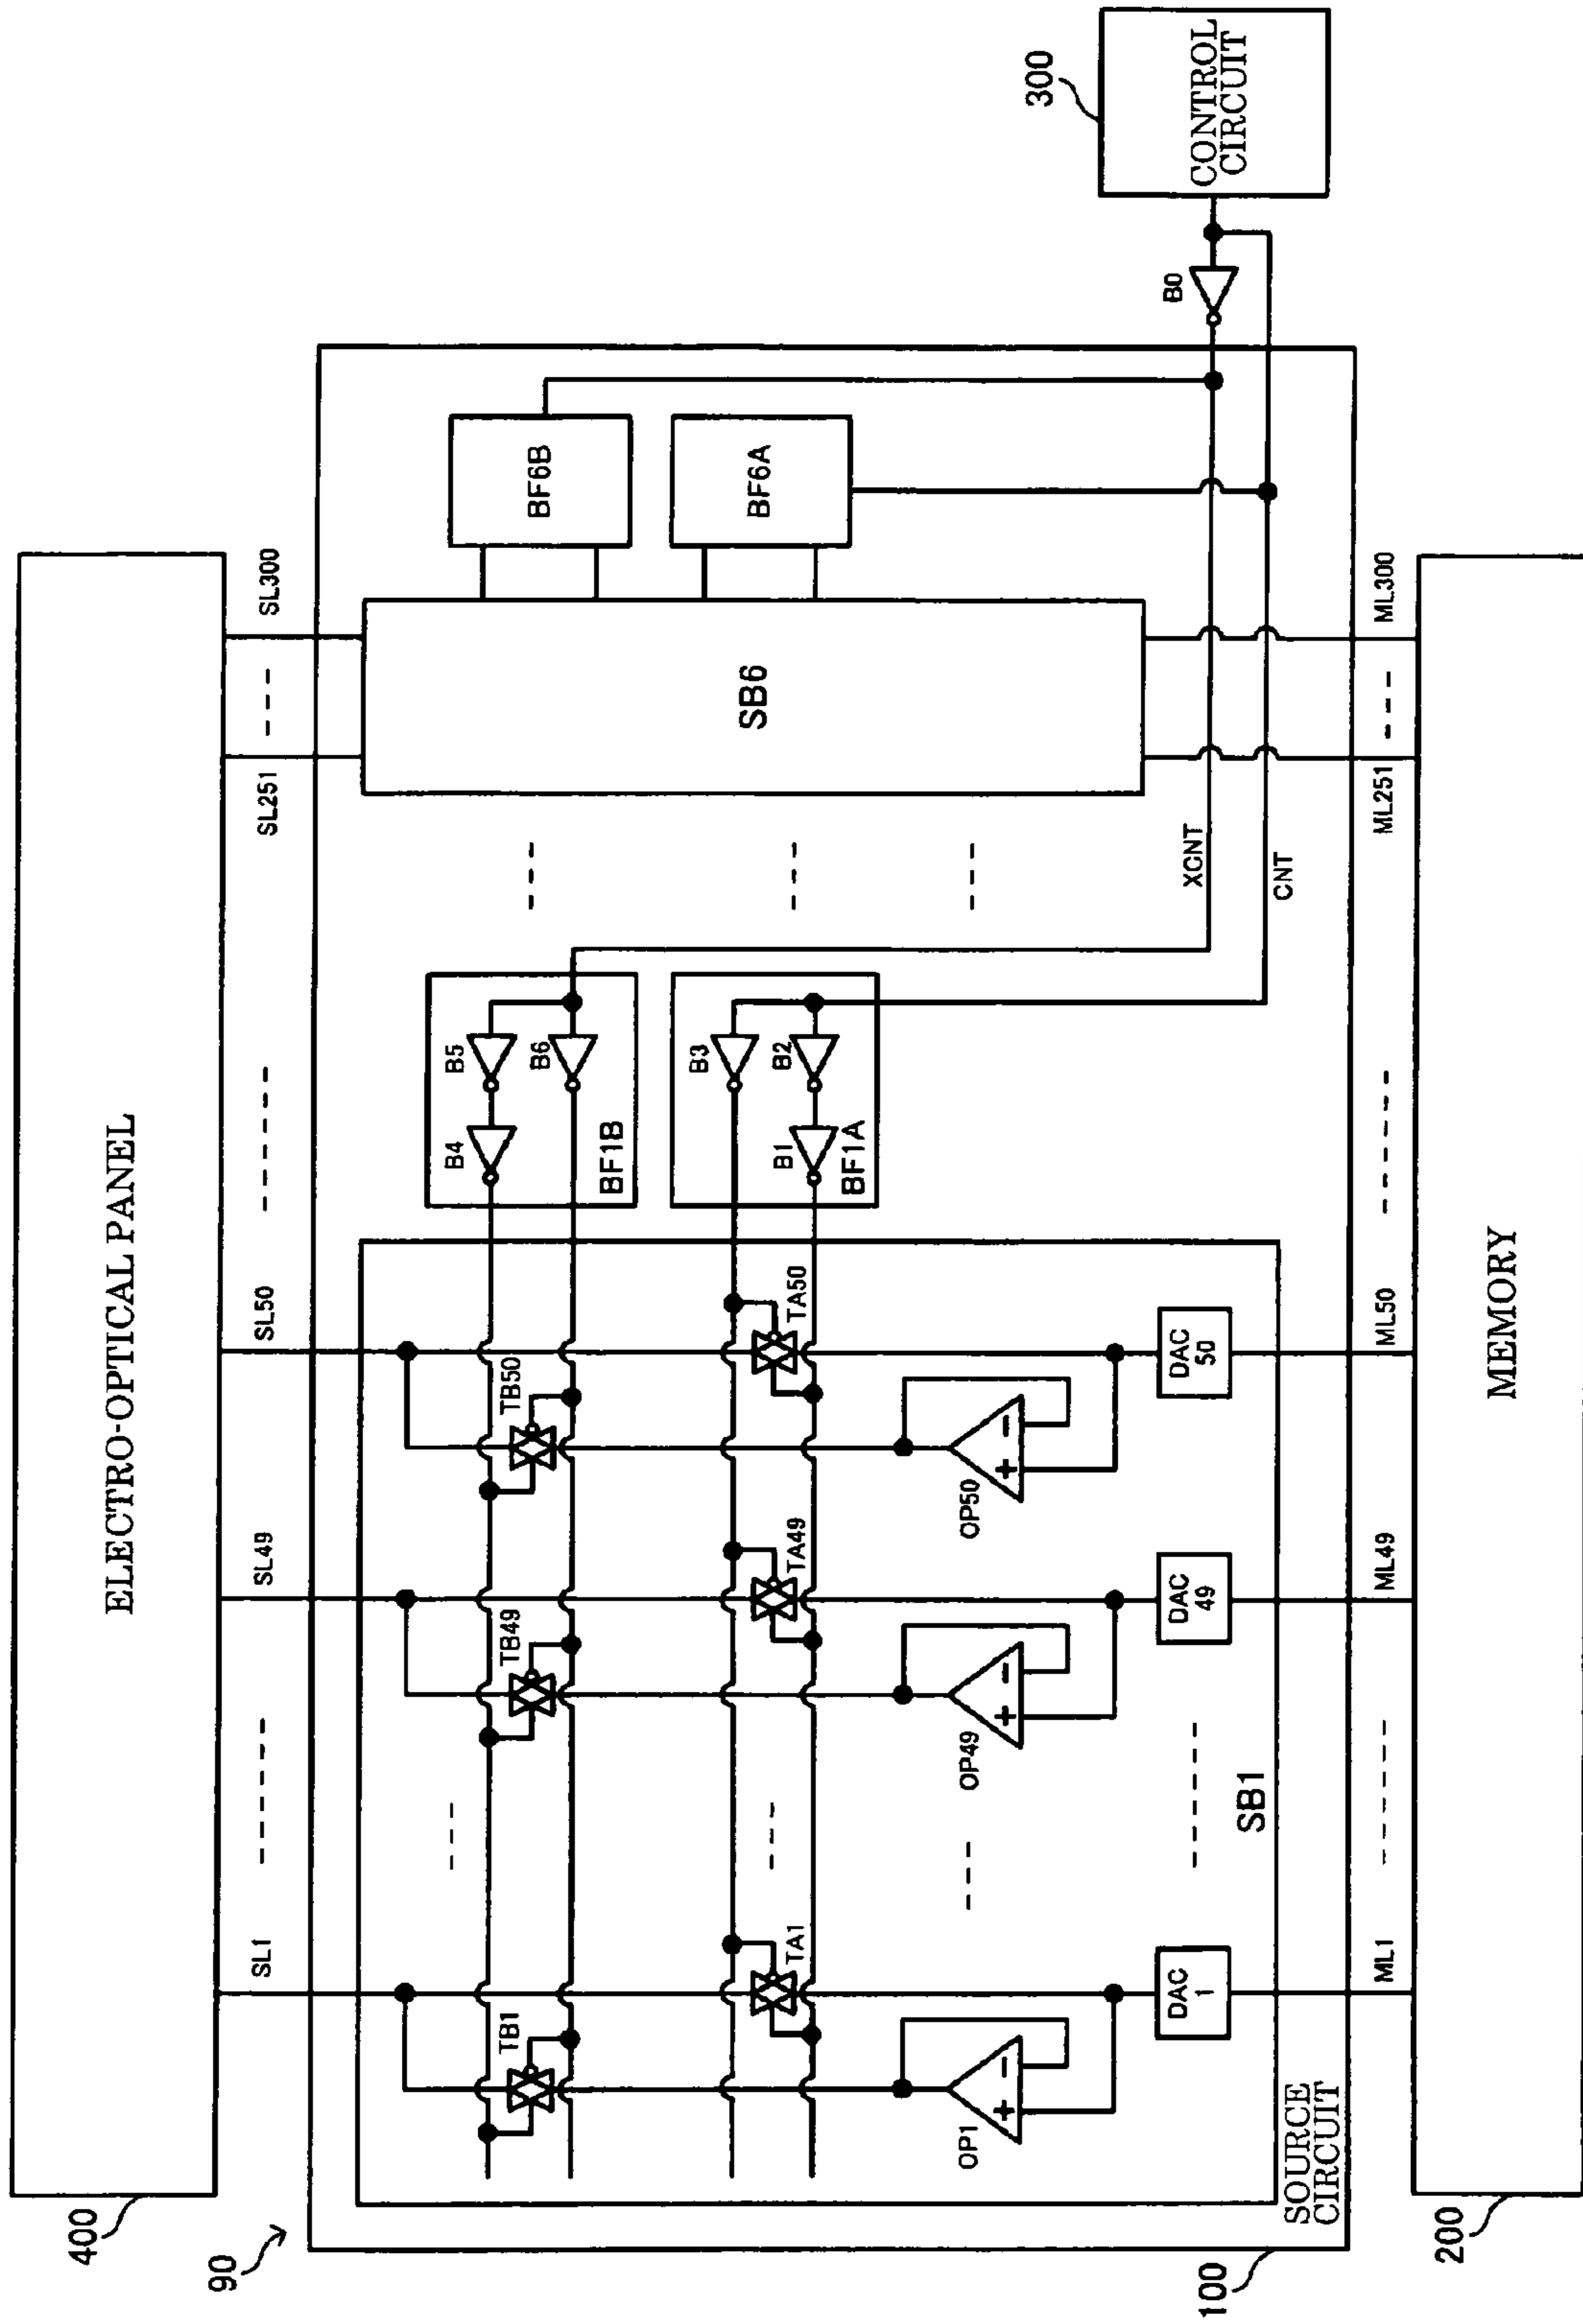 400
ELECTRO-OPTICAL PANEL
90
SL1
SL49
SL50
SL251
SL300
TB1
TB49
TB50
B4
B5
B6
BF1B
BF6B
TA1
TA49
TA50
B3
B2
B1
BF1A
BF6A
SB6
OP1
+
−
OP49
+
−
OP50
+
−
DAC
1
DAC
49
DAC
50
SB1
SOURCE
CIRCUIT
100
XCNT
CNT
B0
300
CONTROL
CIRCUIT
ML1
ML49
ML50
ML251
ML300
200
MEMORY